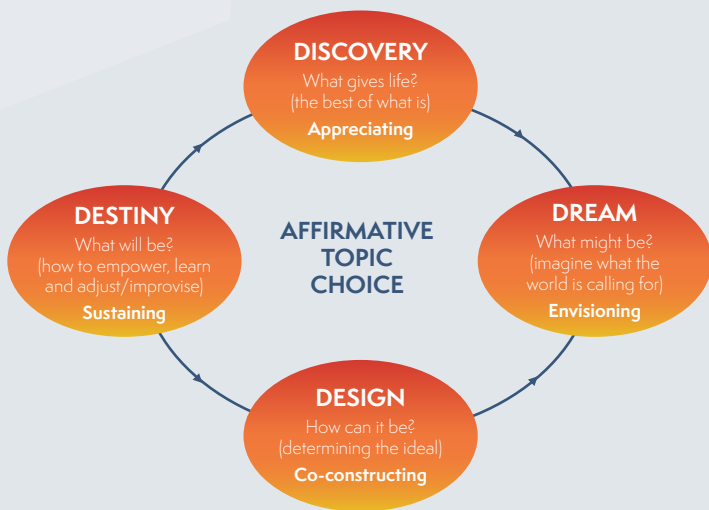 DISCOVERY
What gives life?
(the best of what is)
Appreciating
DESTINY
What will be?
(how to empower, learn
and adjust/improvise)
Sustaining
AFFIRMATIVE
TOPIC
CHOICE
DREAM
What might be?
(imagine what the
world is calling for)
Envisioning
DESIGN
How can it be?
(determining the ideal)
Co-constructing